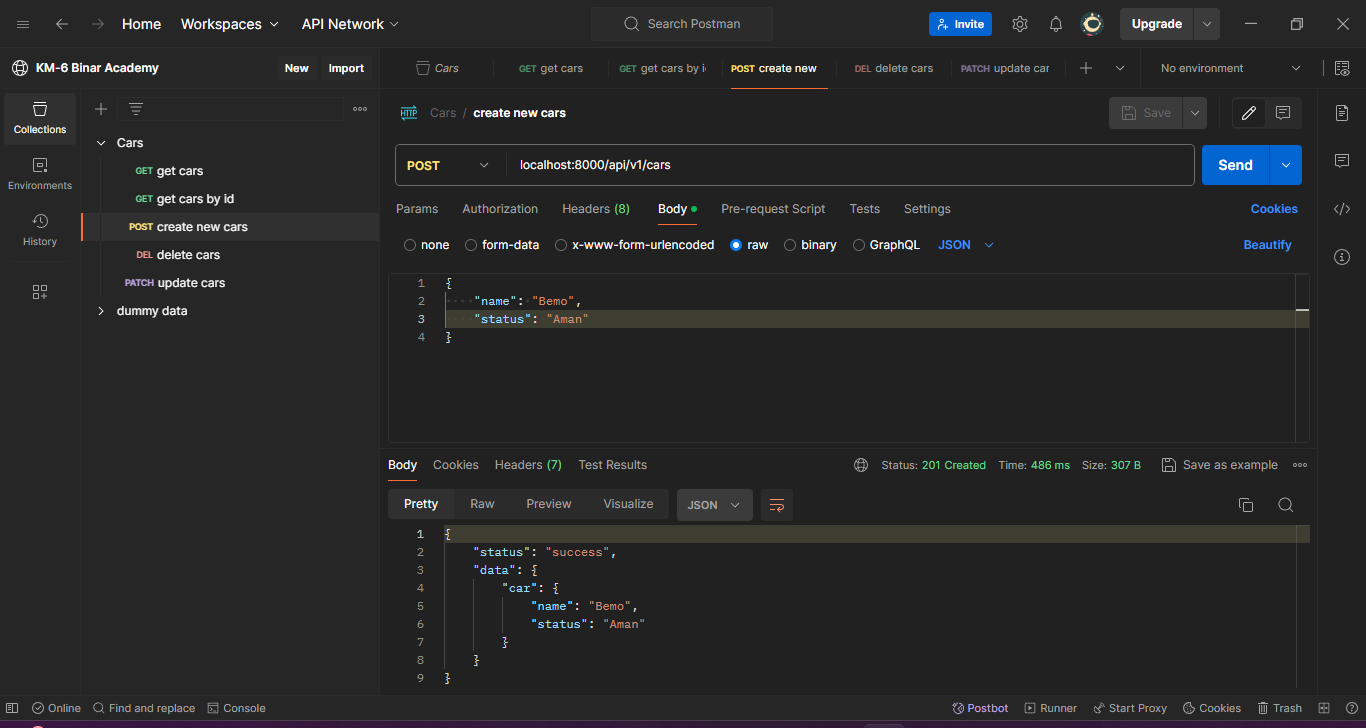 Home Workspaces API Network Search Postman Invite Upgrade
KM-6 Binar Academy New Import Cars GET get cars GET get cars by i POST create new DEL delete cars PATCH update car No environment
Collections
Environments
History
Cars
GET get cars
GET get cars by id
POST create new cars
DEL delete cars
PATCH update cars
dummy data
HTTP Cars / create new cars Save
POST localhost:8000/api/v1/cars Send
Params Authorization Headers (8) Body Pre-request Script Tests Settings Cookies
none form-data x-www-form-urlencoded raw binary GraphQL JSON Beautify
1 {
2 "name": "Bemo",
3 "status": "Aman"
4 }
Body Cookies Headers (7) Test Results Status: 201 Created Time: 486 ms Size: 307 B Save as example
Pretty Raw Preview Visualize JSON
1 {
2 "status": "success",
3 "data": {
4 "car": {
5 "name": "Bemo",
6 "status": "Aman"
7 }
8 }
9 }
Online Find and replace Console Postbot Runner Start Proxy Cookies Trash